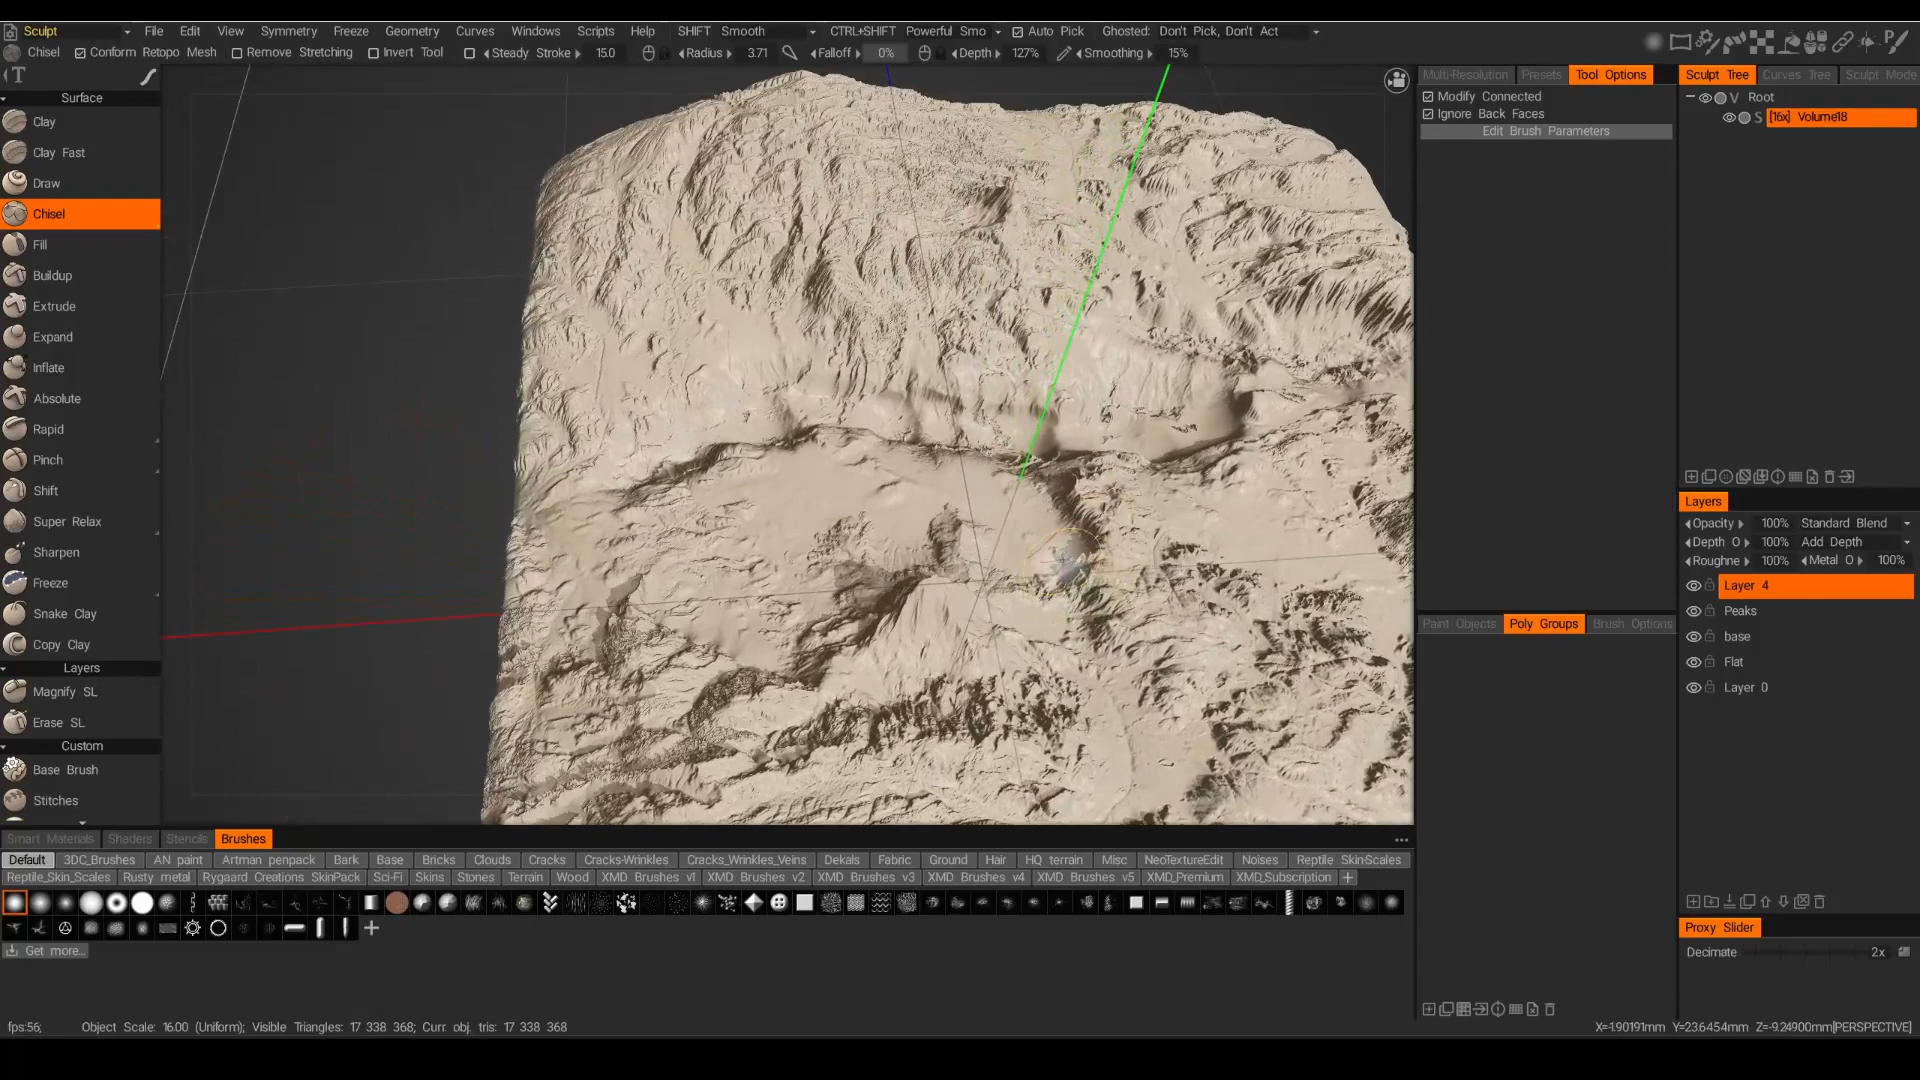 Sculpt File Edit View Symmetry Freeze Geometry Curves Windows Scripts Help SHIFT Smooth CTRL+SHIFT Powerful Smo Auto Pick Ghosted: Don't Pick, Don't Act
Chisel Conform Retopo Mesh Remove Stretching Invert Tool Steady Stroke 15.0 Radius 3.71 Falloff 0% Depth 127% Smoothing 15%
T
Surface
Clay
Clay Fast
Draw
Chisel
Fill
Buildup
Extrude
Expand
Inflate
Absolute
Rapid
Pinch
Shift
Super Relax
Sharpen
Freeze
Snake Clay
Copy Clay
Layers
Magnify SL
Erase SL
Custom
Base Brush
Stitches
Multi-Resolution Presets Tool Options
Modify Connected
Ignore Back Faces
Edit Brush Parameters
Paint Objects Poly Groups Brush Options
Sculpt Tree Curves Tree Sculpt Mode
V Root
S [16x] Volume18
Layers
Opacity 100% Standard Blend
Depth O 100% Add Depth
Roughne 100% Metal O 100%
Layer 4
Peaks
base
Flat
Layer 0
Proxy Slider
Decimate 2x
Smart Materials Shaders Stencils Brushes
Default 3DC_Brushes AN paint Artman penpack Bark Base Bricks Clouds Cracks Cracks-Wrinkles Cracks_Wrinkles_Veins Dekals Fabric Ground Hair HQ terrain Misc NeoTextureEdit Noises Reptile SkinScales
Reptile_Skin_Scales Rusty metal Rygaard Creations SkinPack Sci-Fi Skins Stones Terrain Wood XMD Brushes v1 XMD Brushes v2 XMD Brushes v3 XMD Brushes v4 XMD Brushes v5 XMD_Premium XMD_Subscription +
Get more...
fps:56; Object Scale: 16.00 (Uniform); Visible Triangles: 17 338 368; Curr. obj. tris: 17 338 368
X=-1.90191mm Y=23.6454mm Z=-9.24900mm[PERSPECTIVE]